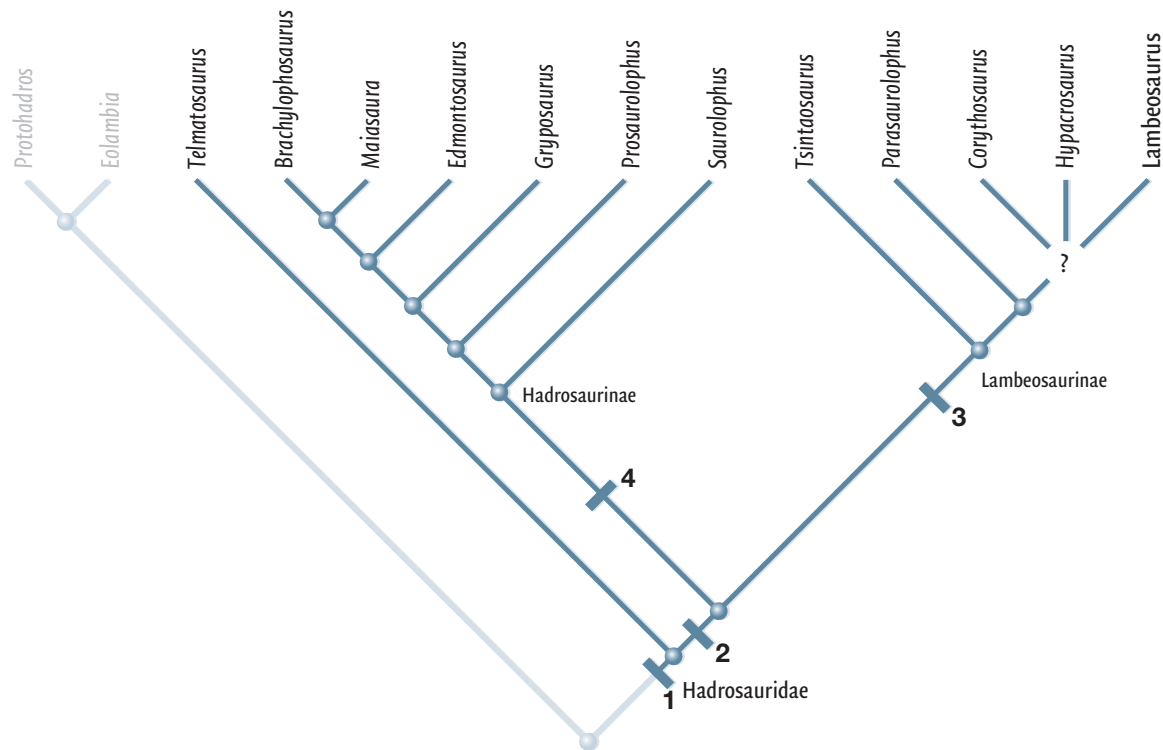 Protohadros
Eolambia
Telmatosaurus
Brachylophosaurus
Maiasaura
Edmontosaurus
Gryposaurus
Prosaurolophus
Saurolophus
Tsintaosaurus
Parasaurolophus
Corythosaurus
Hypacrosaurus
Lambeosaurus
?
Hadrosaurinae
Lambeosaurinae
3
4
2
1 Hadrosauridae